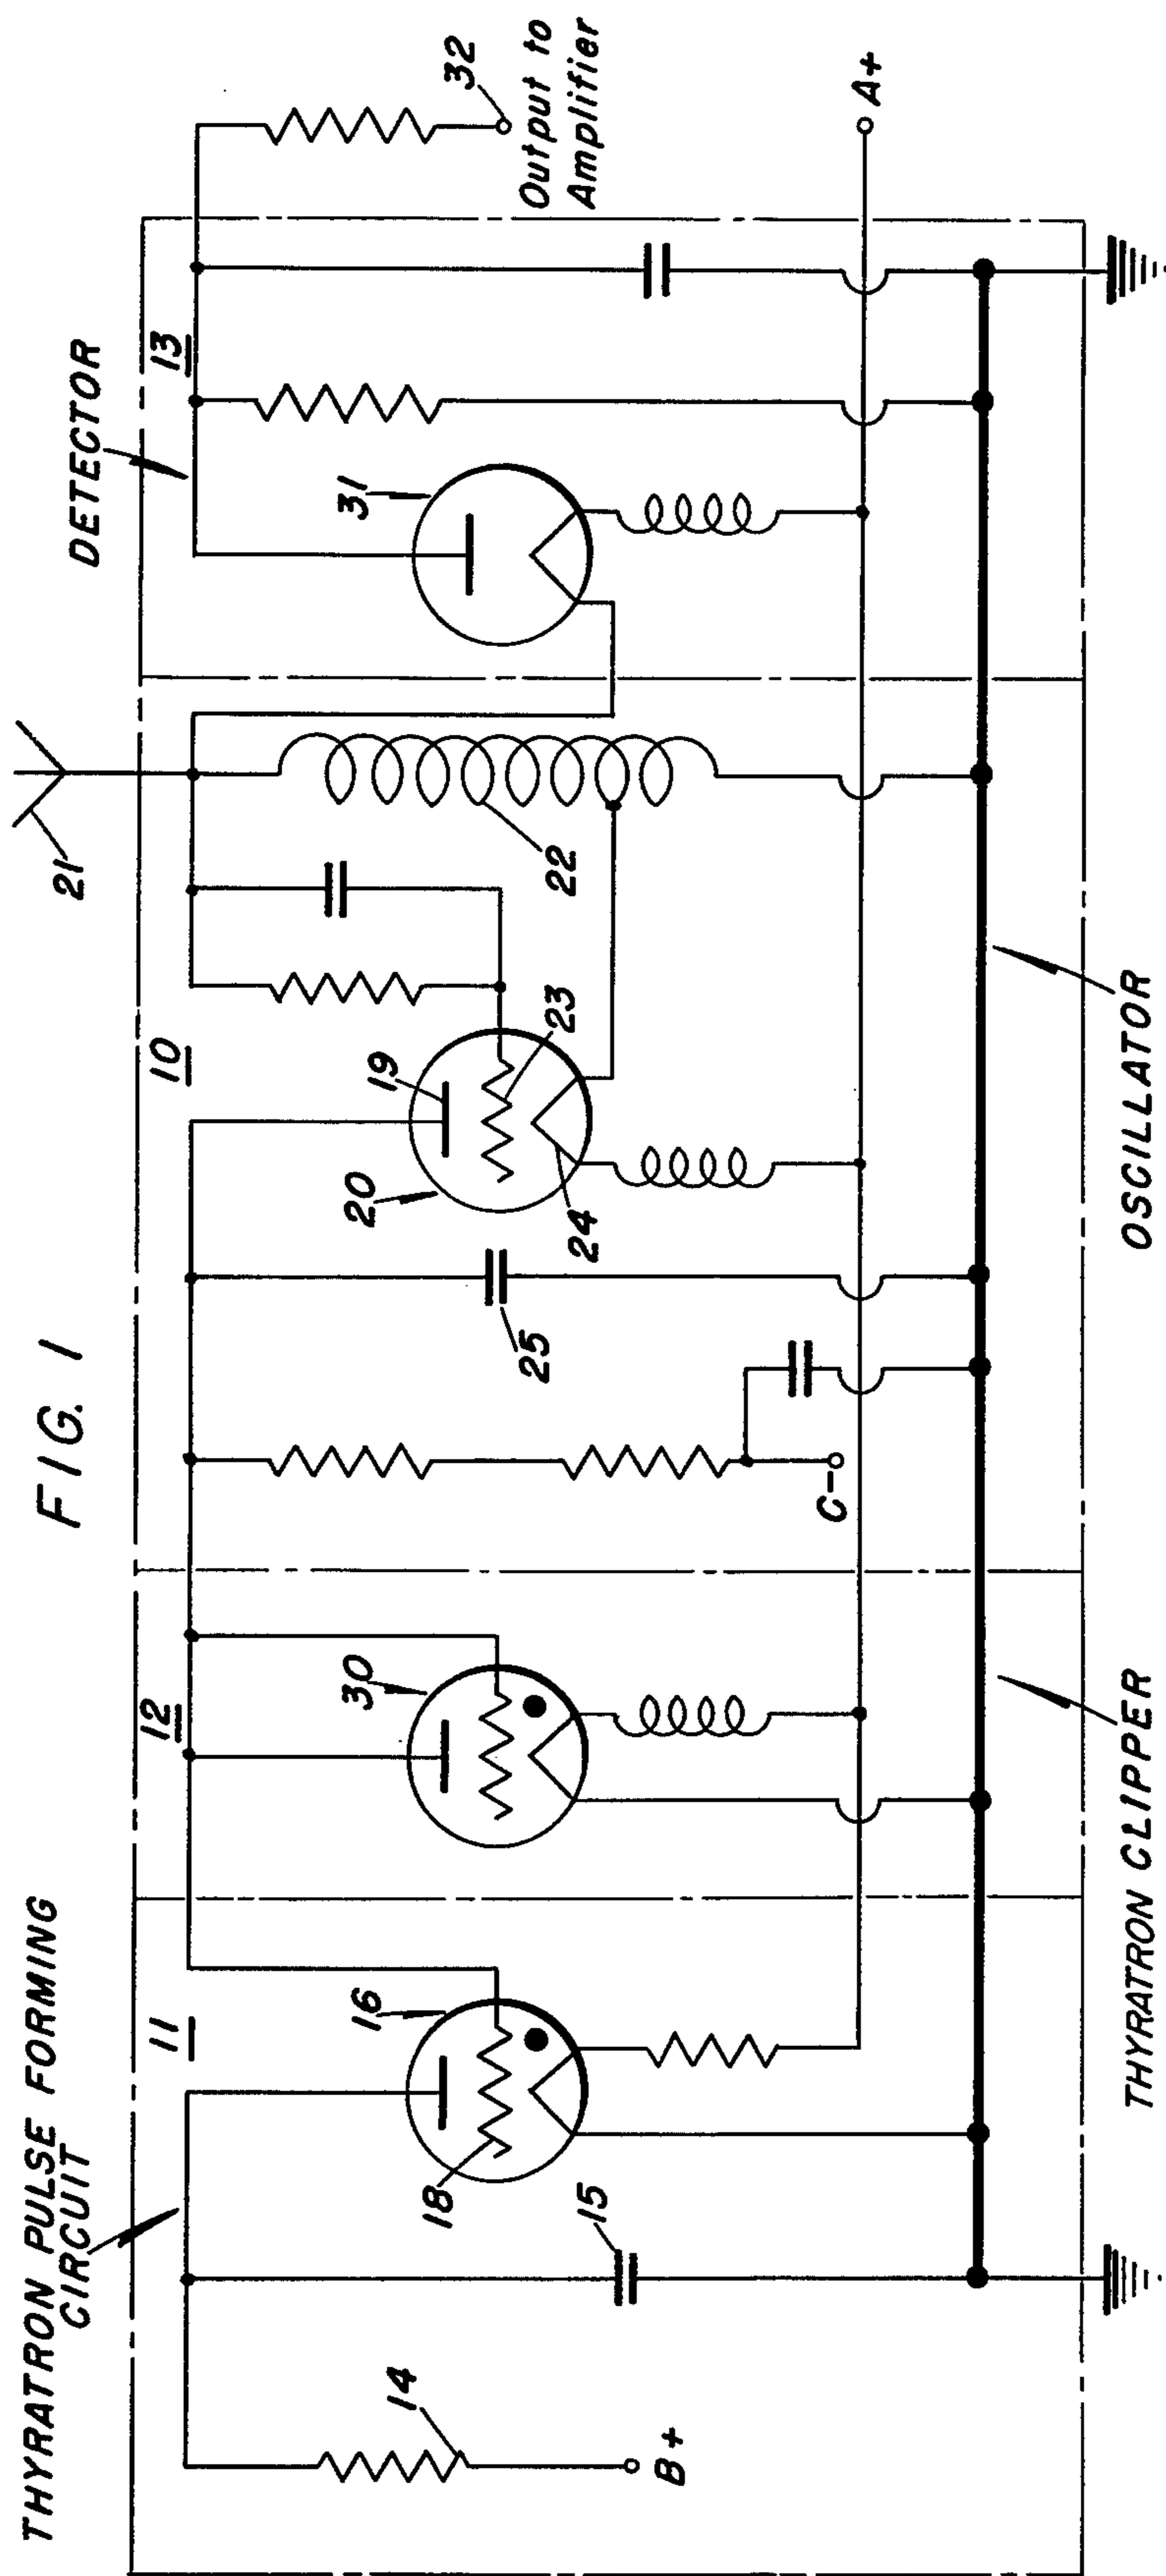 FIG. 1
THYRATRON PULSE FORMING
CIRCUIT
11
12
10
13
DETECTOR
21
14
B+
15
16
18
30
C-
25
20
19
23
24
22
31
32
Output to
Amplifier
A+
THYRATRON CLIPPER
OSCILLATOR